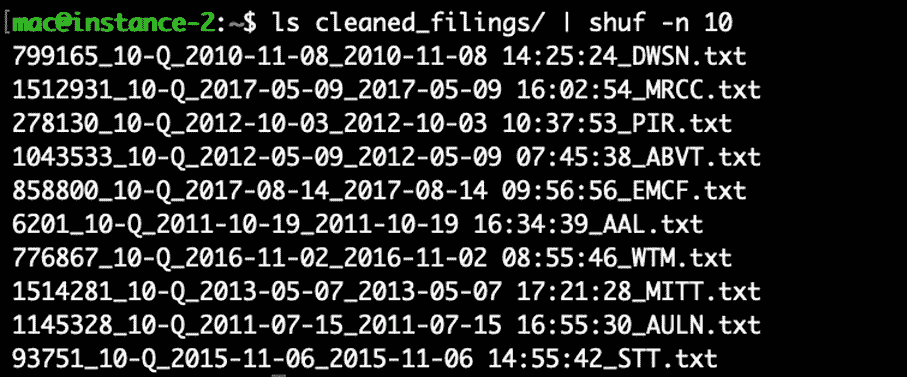 [mac@instance-2:~$ ls cleaned_filings/ | shuf -n 10
799165_10-Q_2010-11-08_2010-11-08 14:25:24_DWSN.txt
1512931_10-Q_2017-05-09_2017-05-09 16:02:54_MRCC.txt
278130_10-Q_2012-10-03_2012-10-03 10:37:53_PIR.txt
1043533_10-Q_2012-05-09_2012-05-09 07:45:38_ABVT.txt
858800_10-Q_2017-08-14_2017-08-14 09:56:56_EMCF.txt
6201_10-Q_2011-10-19_2011-10-19 16:34:39_AAL.txt
776867_10-Q_2016-11-02_2016-11-02 08:55:46_WTM.txt
1514281_10-Q_2013-05-07_2013-05-07 17:21:28_MITT.txt
1145328_10-Q_2011-07-15_2011-07-15 16:55:30_AULN.txt
93751_10-Q_2015-11-06_2015-11-06 14:55:42_STT.txt